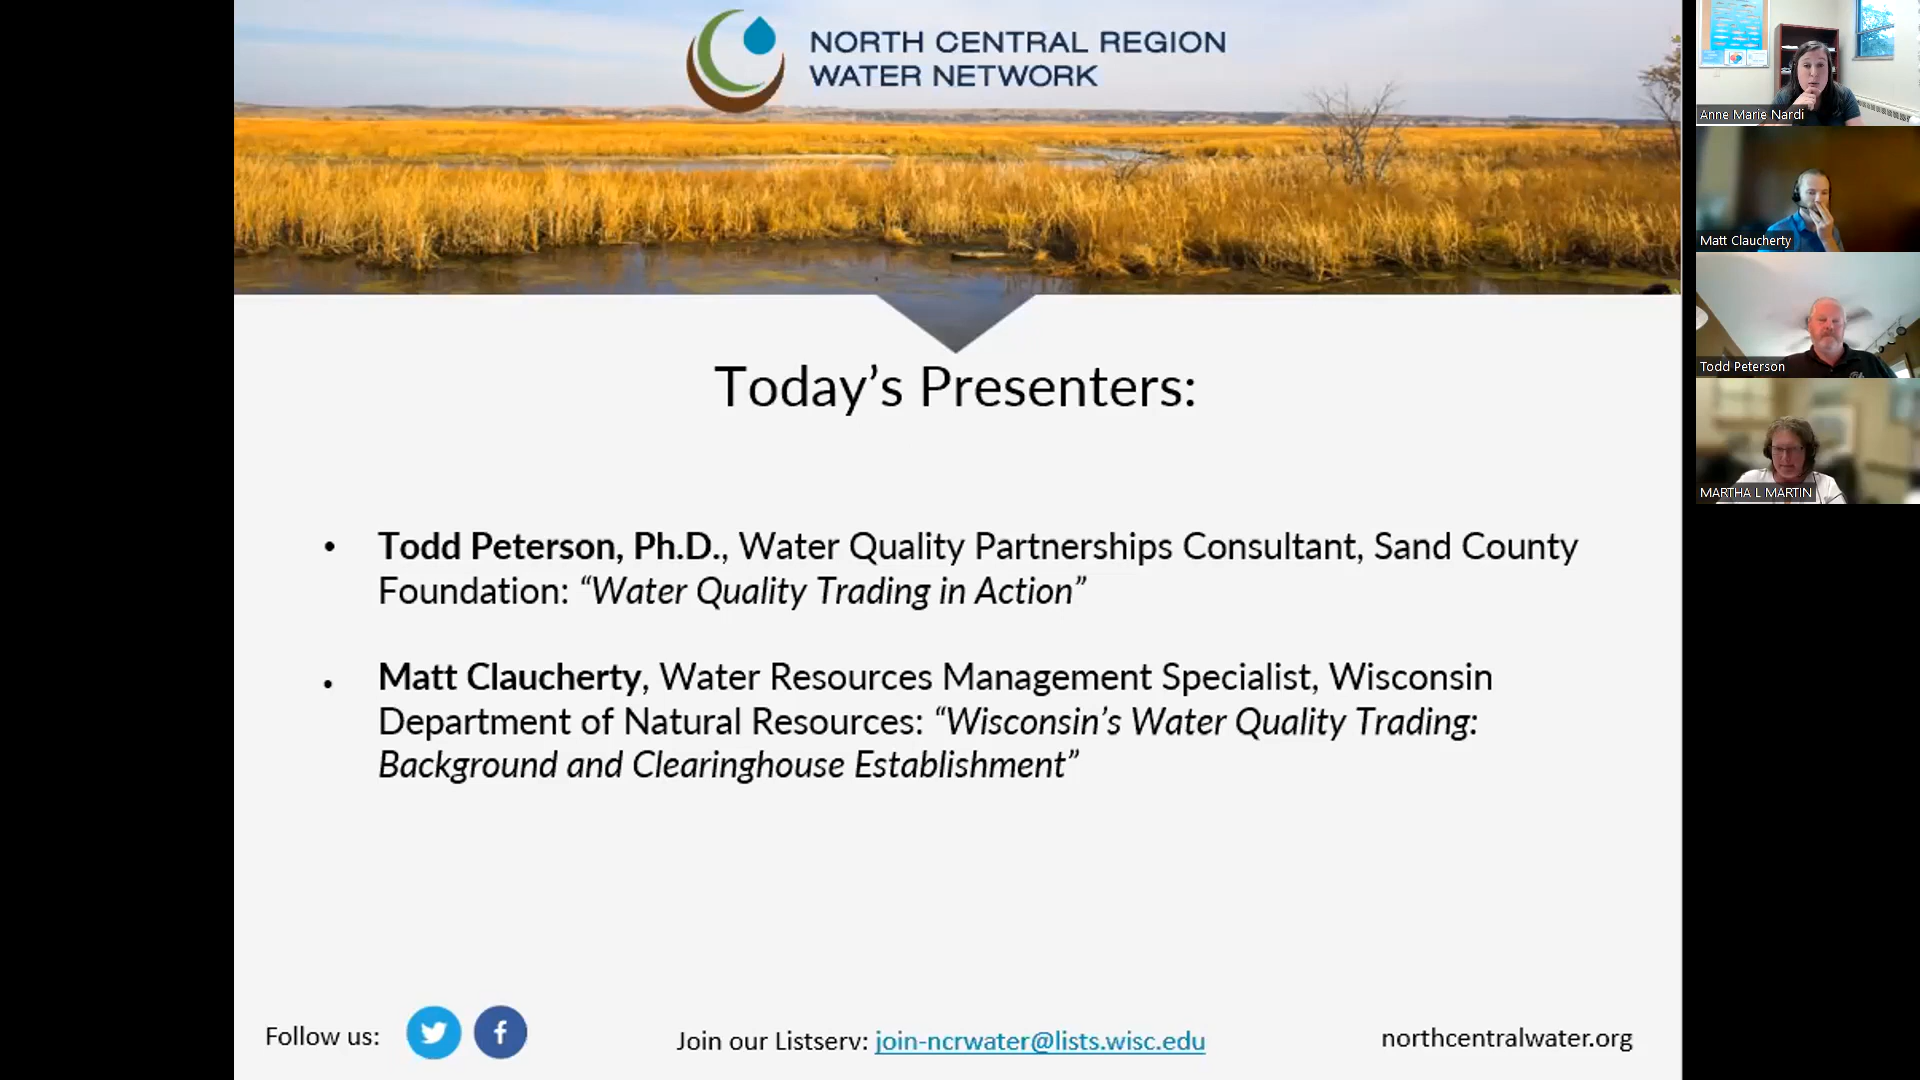 NORTH CENTRAL REGION
WATER NETWORK
Today’s Presenters:
• Todd Peterson, Ph.D., Water Quality Partnerships Consultant, Sand County
Foundation: “Water Quality Trading in Action”
• Matt Claucherty, Water Resources Management Specialist, Wisconsin
Department of Natural Resources: “Wisconsin’s Water Quality Trading:
Background and Clearinghouse Establishment”
Follow us:
Join our Listserv: join-ncrwater@lists.wisc.edu
northcentralwater.org
Anne Marie Nardi
Matt Claucherty
Todd Peterson
MARTHA L MARTIN